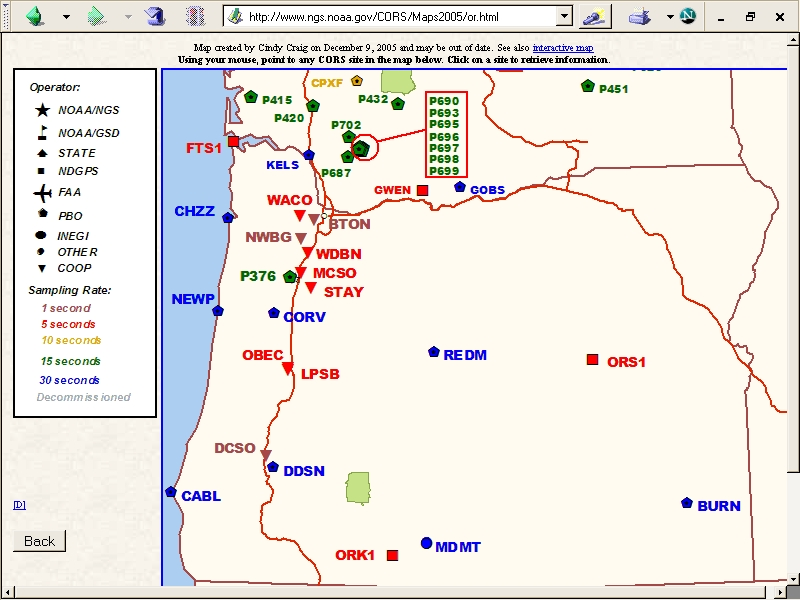 http://www.ngs.noaa.gov/CORS/Maps2005/or.html
Map created by Cindy Craig on December 9, 2005 and may be out of date. See also interactive map
Using your mouse, point to any CORS site in the map below. Click on a site to retrieve information.
Operator:
NOAA/NGS
NOAA/GSD
STATE
NDGPS
FAA
PBO
INEGI
OTHER
COOP
Sampling Rate:
1 second
5 seconds
10 seconds
15 seconds
30 seconds
Decommissioned
[D]
Back
CPXF
P415
P432
P451
P420
P690
P693
P695
P696
P697
P698
P699
P702
FTS1
KELS
P687
GWEN
GOBS
WACO
CHZZ
BTON
NWBG
WDBN
P376
MCSO
STAY
NEWP
CORV
OBEC
REDM
LPSB
ORS1
DCSO
DDSN
CABL
BURN
MDMT
ORK1